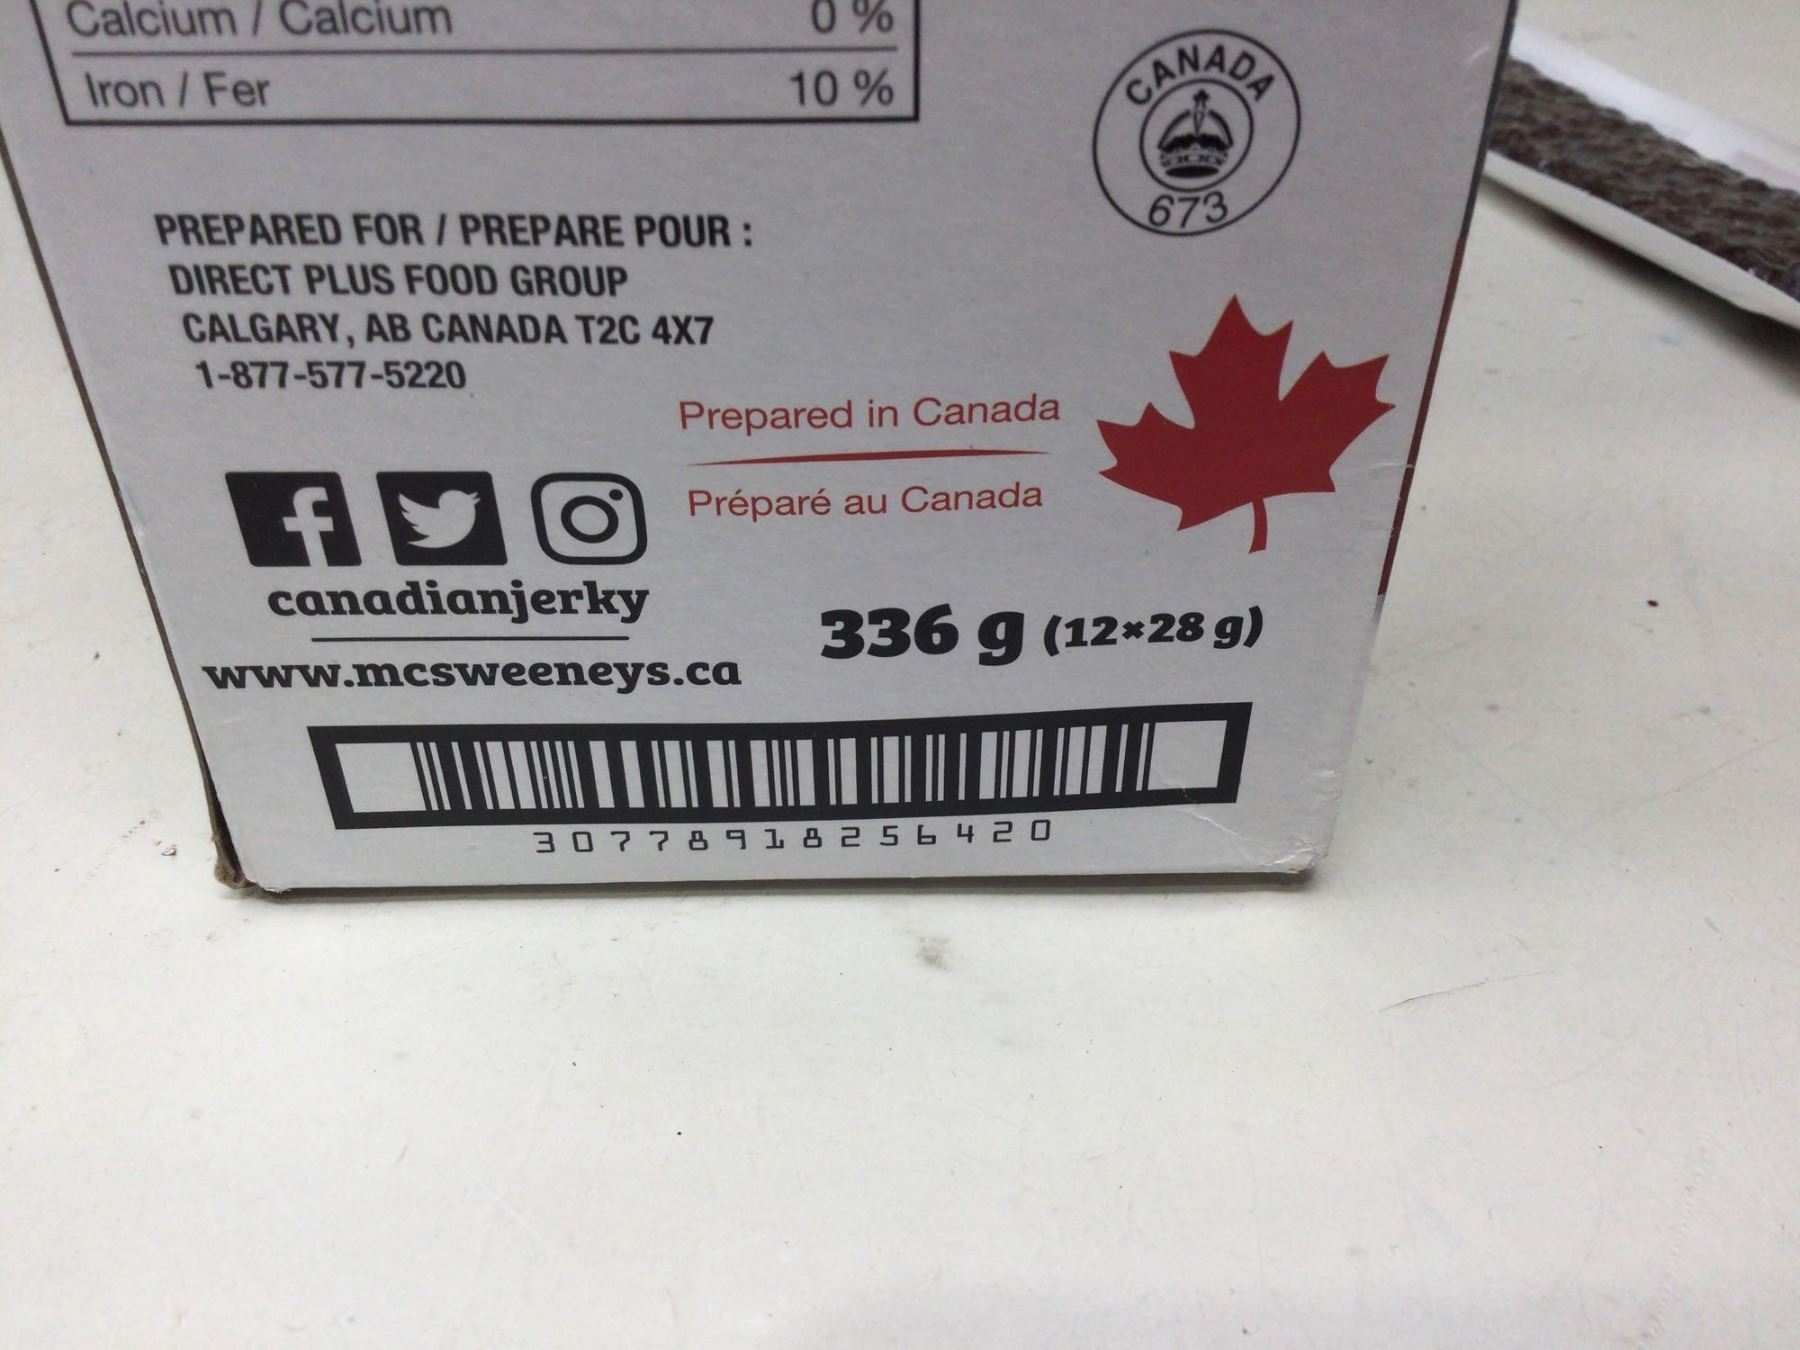 Calcium / Calcium 0 %
Iron / Fer 10 %
CANADA
673
PREPARED FOR / PREPARE POUR :
DIRECT PLUS FOOD GROUP
CALGARY, AB CANADA T2C 4X7
1-877-577-5220
Prepared in Canada
Préparé au Canada
canadianjerky
www.mcsweeneys.ca
336 g (12×28 g)
30778918256420